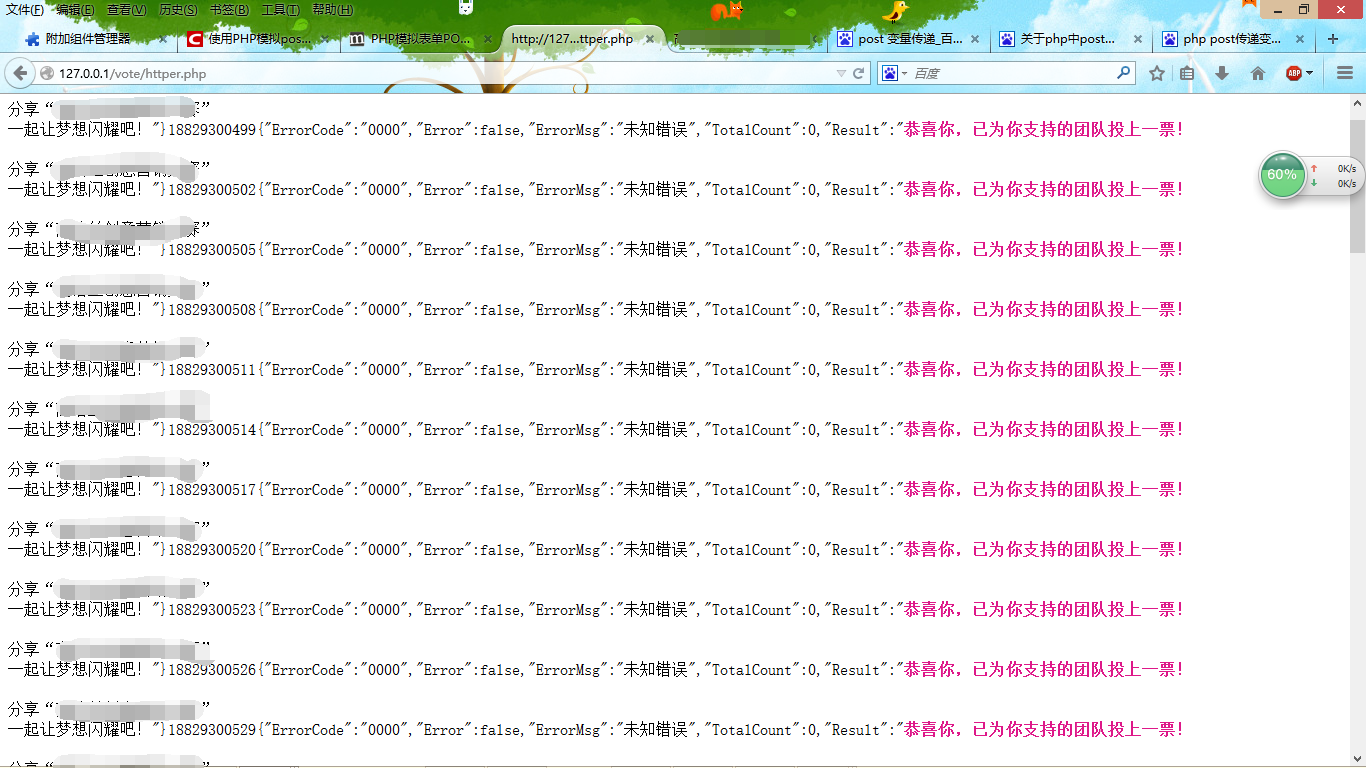 文件(F) 编辑(E) 查看(V) 历史(S) 书签(B) 工具(T) 帮助(H)
附加组件管理器 使用PHP模拟pos... PHP模拟表单PO... http://127...ttper.php post 变量传递_百... 关于php中post... php post传递变...
127.0.0.1/vote/httper.php 百度 ABP
分享“”
一起让梦想闪耀吧! "}18829300499{"ErrorCode":"0000","Error":false,"ErrorMsg":"未知错误","TotalCount":0,"Result":"恭喜你，已为你支持的团队投上一票!
60% 0K/s
0K/s
分享“”
一起让梦想闪耀吧! "}18829300502{"ErrorCode":"0000","Error":false,"ErrorMsg":"未知错误","TotalCount":0,"Result":"恭喜你，已为你支持的团队投上一票!
分享“”
一起让梦想闪耀吧! "}18829300505{"ErrorCode":"0000","Error":false,"ErrorMsg":"未知错误","TotalCount":0,"Result":"恭喜你，已为你支持的团队投上一票!
分享“”
一起让梦想闪耀吧! "}18829300508{"ErrorCode":"0000","Error":false,"ErrorMsg":"未知错误","TotalCount":0,"Result":"恭喜你，已为你支持的团队投上一票!
分享“”
一起让梦想闪耀吧! "}18829300511{"ErrorCode":"0000","Error":false,"ErrorMsg":"未知错误","TotalCount":0,"Result":"恭喜你，已为你支持的团队投上一票!
分享“
一起让梦想闪耀吧! "}18829300514{"ErrorCode":"0000","Error":false,"ErrorMsg":"未知错误","TotalCount":0,"Result":"恭喜你，已为你支持的团队投上一票!
分享“”
一起让梦想闪耀吧! "}18829300517{"ErrorCode":"0000","Error":false,"ErrorMsg":"未知错误","TotalCount":0,"Result":"恭喜你，已为你支持的团队投上一票!
分享“”
一起让梦想闪耀吧! "}18829300520{"ErrorCode":"0000","Error":false,"ErrorMsg":"未知错误","TotalCount":0,"Result":"恭喜你，已为你支持的团队投上一票!
分享“”
一起让梦想闪耀吧! "}18829300523{"ErrorCode":"0000","Error":false,"ErrorMsg":"未知错误","TotalCount":0,"Result":"恭喜你，已为你支持的团队投上一票!
分享“”
一起让梦想闪耀吧! "}18829300526{"ErrorCode":"0000","Error":false,"ErrorMsg":"未知错误","TotalCount":0,"Result":"恭喜你，已为你支持的团队投上一票!
分享“”
一起让梦想闪耀吧! "}18829300529{"ErrorCode":"0000","Error":false,"ErrorMsg":"未知错误","TotalCount":0,"Result":"恭喜你，已为你支持的团队投上一票!
分享“”